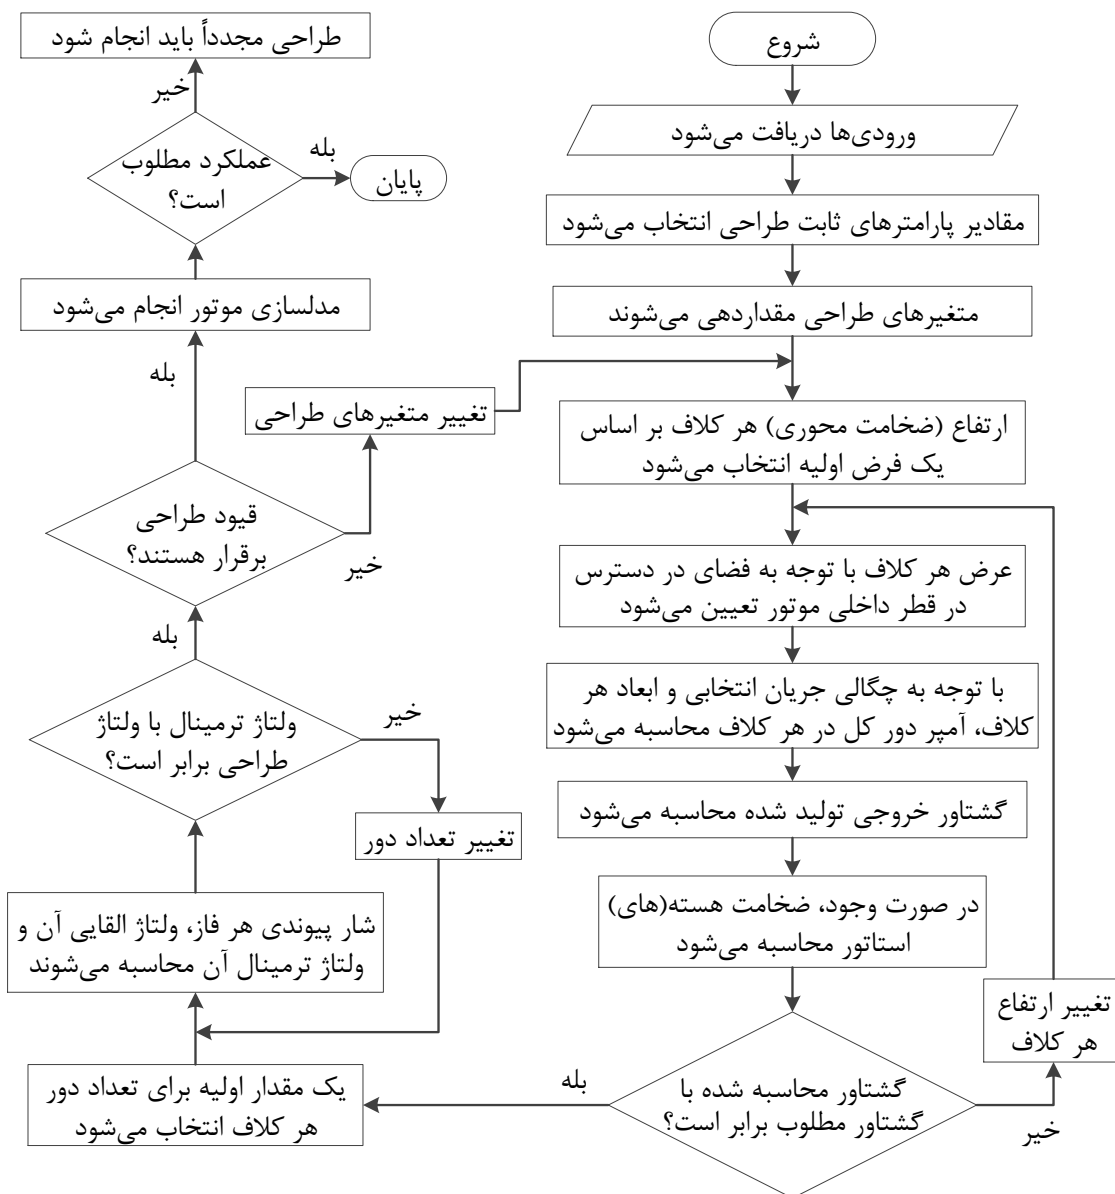 شروع
ورودی‌ها دریافت می‌شود
مقادیر پارامترهای ثابت طراحی انتخاب می‌شود
متغیرهای طراحی مقداردهی می‌شوند
ارتفاع (ضخامت محوری) هر کلاف بر اساس
یک فرض اولیه انتخاب می‌شود
عرض هر کلاف با توجه به فضای در دسترس
در قطر داخلی موتور تعیین می‌شود
با توجه به چگالی جریان انتخابی و ابعاد هر
کلاف، آمپر دور کل در هر کلاف محاسبه می‌شود
گشتاور خروجی تولید شده محاسبه می‌شود
در صورت وجود، ضخامت هسته(های)
استاتور محاسبه می‌شود
گشتاور محاسبه شده با
گشتاور مطلوب برابر است؟
خیر
تغییر ارتفاع
هر کلاف
بله
یک مقدار اولیه برای تعداد دور
هر کلاف انتخاب می‌شود
شار پیوندی هر فاز، ولتاژ القایی آن و
ولتاژ ترمینال آن محاسبه می‌شوند
ولتاژ ترمینال با ولتاژ
طراحی برابر است؟
خیر
تغییر تعداد دور
بله
قیود طراحی
برقرار هستند؟
خیر
تغییر متغیرهای طراحی
بله
مدلسازی موتور انجام می‌شود
عملکرد مطلوب
است؟
بله
پایان
خیر
طراحی مجدداً باید انجام شود